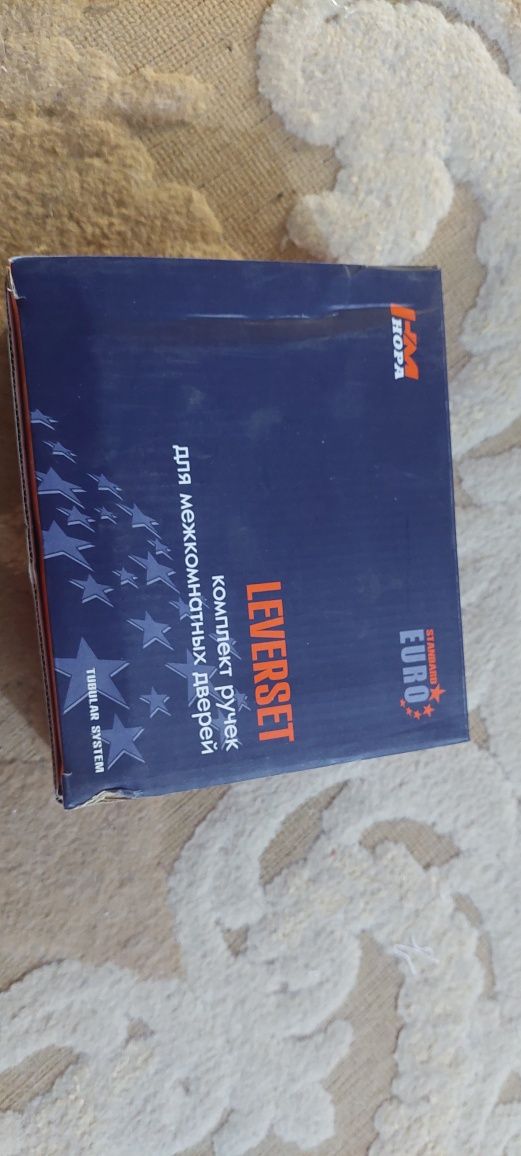 НОРА
STANDARD
EURO
LEVERSET
комплект ручек
для межкомнатных дверей
TUBULAR SYSTEM